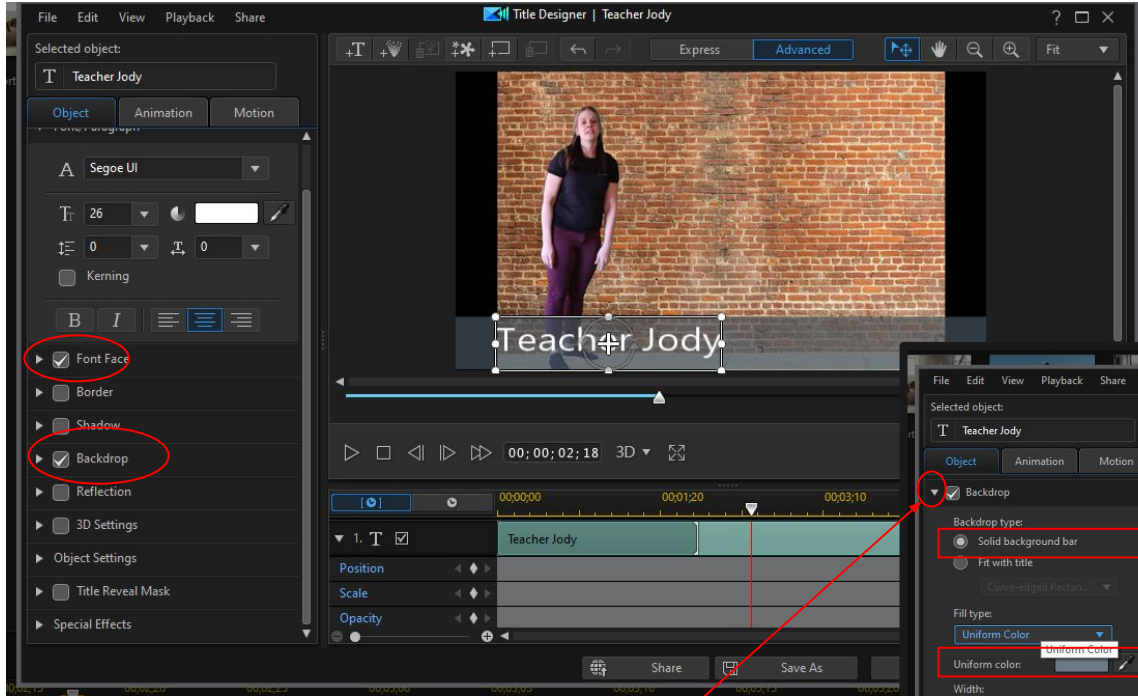 File Edit View Playback Share
Title Designer | Teacher Jody
Selected object:
T Teacher Jody
Object Animation Motion
Font/Paragraph
Segoe UI
26
0 0
Kerning
B I
Font Face
Border
Shadow
Backdrop
Reflection
3D Settings
Object Settings
Title Reveal Mask
Special Effects
Express Advanced
Fit
Teacher Jody
00;00;02;18 3D
00;00;00 00;01;20 00;03;10
1. T
Teacher Jody
Position
Scale
Opacity
Share Save As
File Edit View Playback Share
Selected object:
T Teacher Jody
Object Animation Motion
Backdrop
Backdrop type:
Solid background bar
Fit with title
Curve-edged Rectan...
Fill type:
Uniform Color
Uniform Color
Uniform color:
Width: